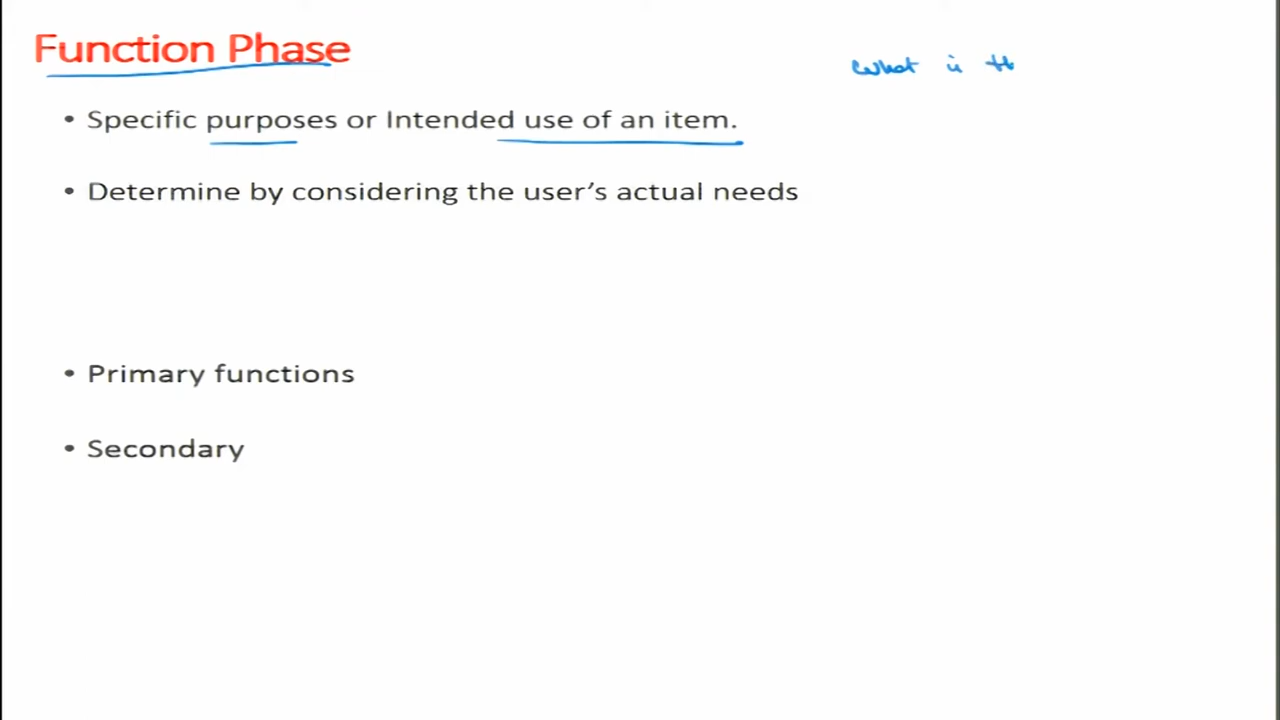 Function Phase
What is th
• Specific purposes or Intended use of an item.
• Determine by considering the user's actual needs
• Primary functions
• Secondary